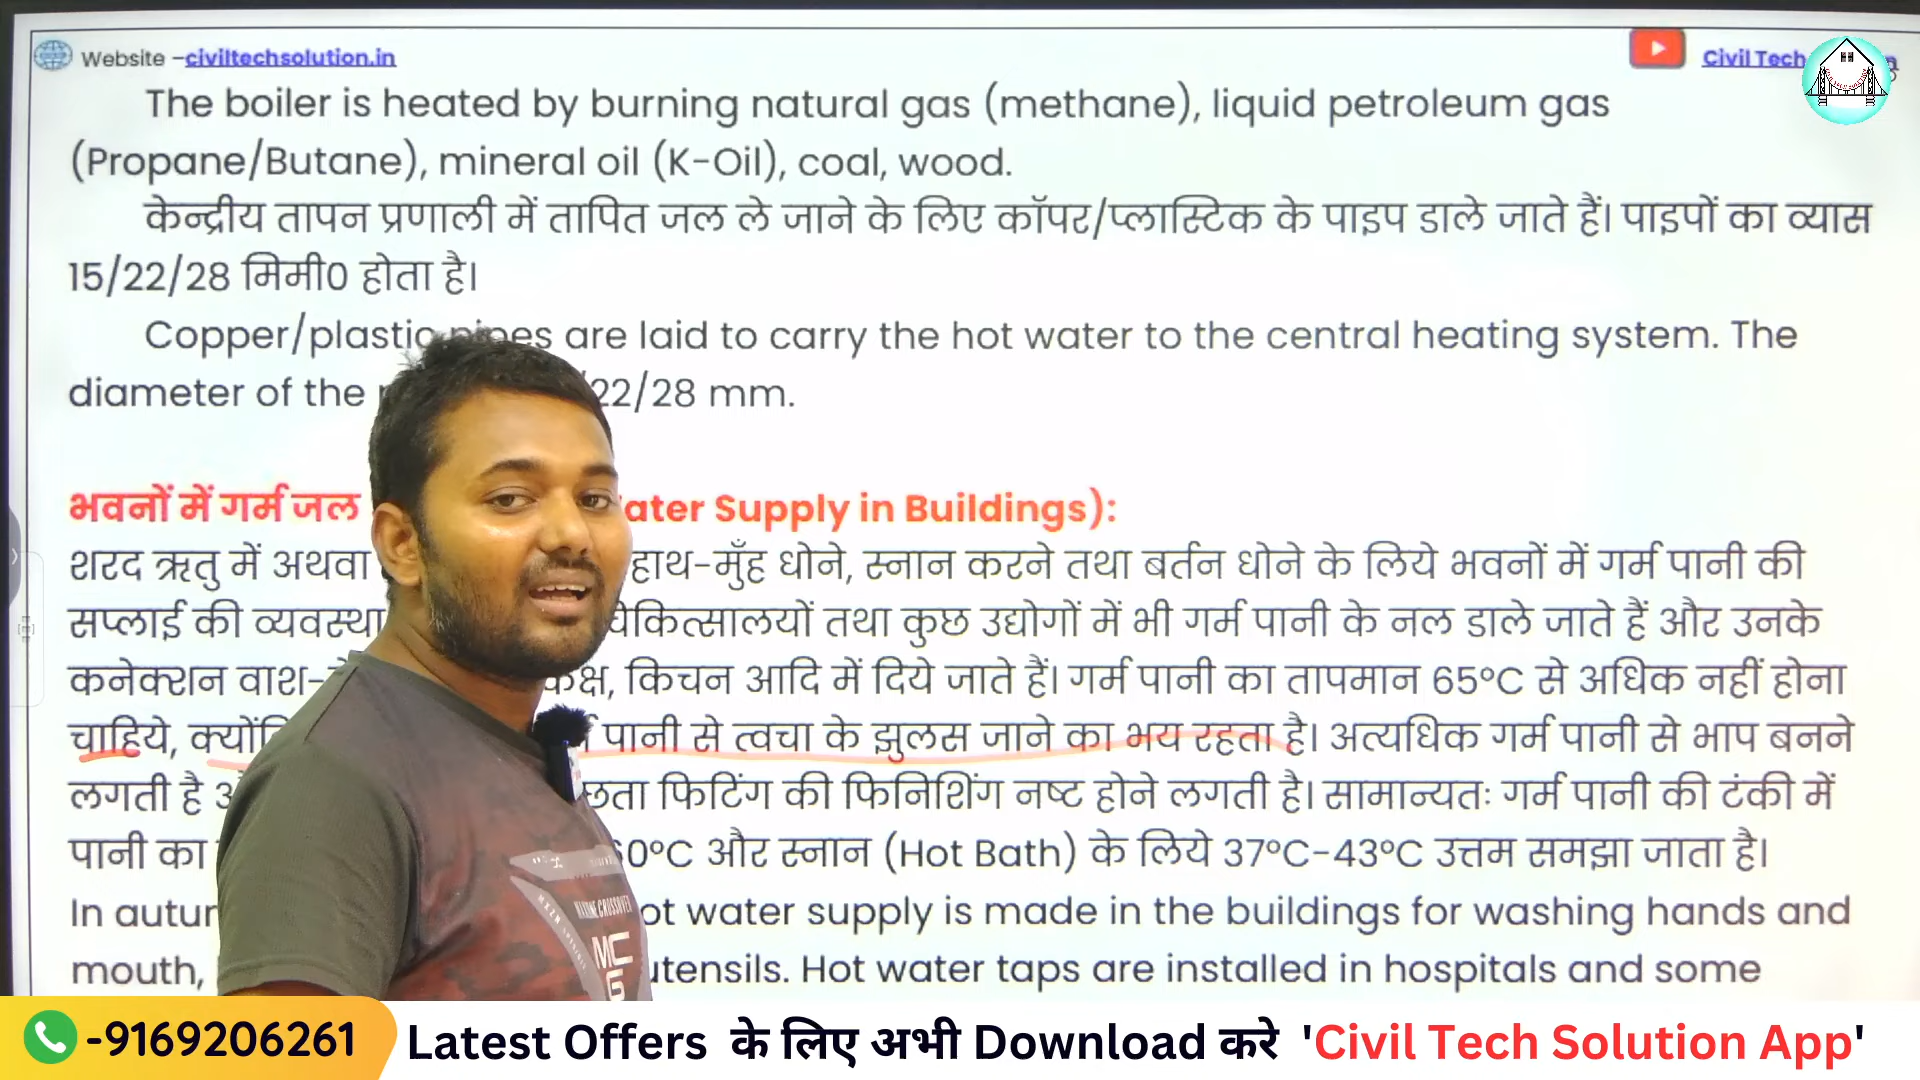 Website –civiltechsolution.in
Civil Tech
The boiler is heated by burning natural gas (methane), liquid petroleum gas
(Propane/Butane), mineral oil (K-Oil), coal, wood.
केन्द्रीय तापन प्रणाली में तापित जल ले जाने के लिए कॉपर/प्लास्टिक के पाइप डाले जाते हैं। पाइपों का व्यास
15/22/28 मिमी0 होता है।
Copper/plastic pipes are laid to carry the hot water to the central heating system. The
diameter of the 22/28 mm.
भवनों में गर्म जल ater Supply in Buildings):
शरद ऋतु में अथवा हाथ-मुँह धोने, स्नान करने तथा बर्तन धोने के लिये भवनों में गर्म पानी की
सप्लाई की व्यवस्था चिकित्सालयों तथा कुछ उद्योगों में भी गर्म पानी के नल डाले जाते हैं और उनके
कनेक्शन वाश- कक्ष, किचन आदि में दिये जाते हैं। गर्म पानी का तापमान 65°C से अधिक नहीं होना
चाहिये, पानी से त्वचा के झुलस जाने का भय रहता है। अत्यधिक गर्म पानी से भाप बनने
लगती है फिटिंग की फिनिशिंग नष्ट होने लगती है। सामान्यतः गर्म पानी की टंकी में
पानी का 0°C और स्नान (Hot Bath) के लिये 37°C-43°C उत्तम समझा जाता है।
In ot water supply is made in the buildings for washing hands and
mouth, utensils. Hot water taps are installed in hospitals and some
MC
-9169206261 Latest Offers के लिए अभी Download करे 'Civil Tech Solution App'